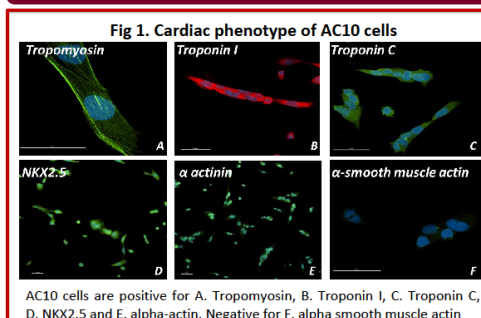 Fig 1. Cardiac phenotype of AC10 cells
Tropomyosin
Troponin I
Troponin C
A
B
C
NKX2.5
α actinin
α-smooth muscle actin
D
E
F
AC10 cells are positive for A. Tropomyosin, B. Troponin I, C. Troponin C,
D. NKX2.5 and E. alpha-actin. Negative for F. alpha smooth muscle actin